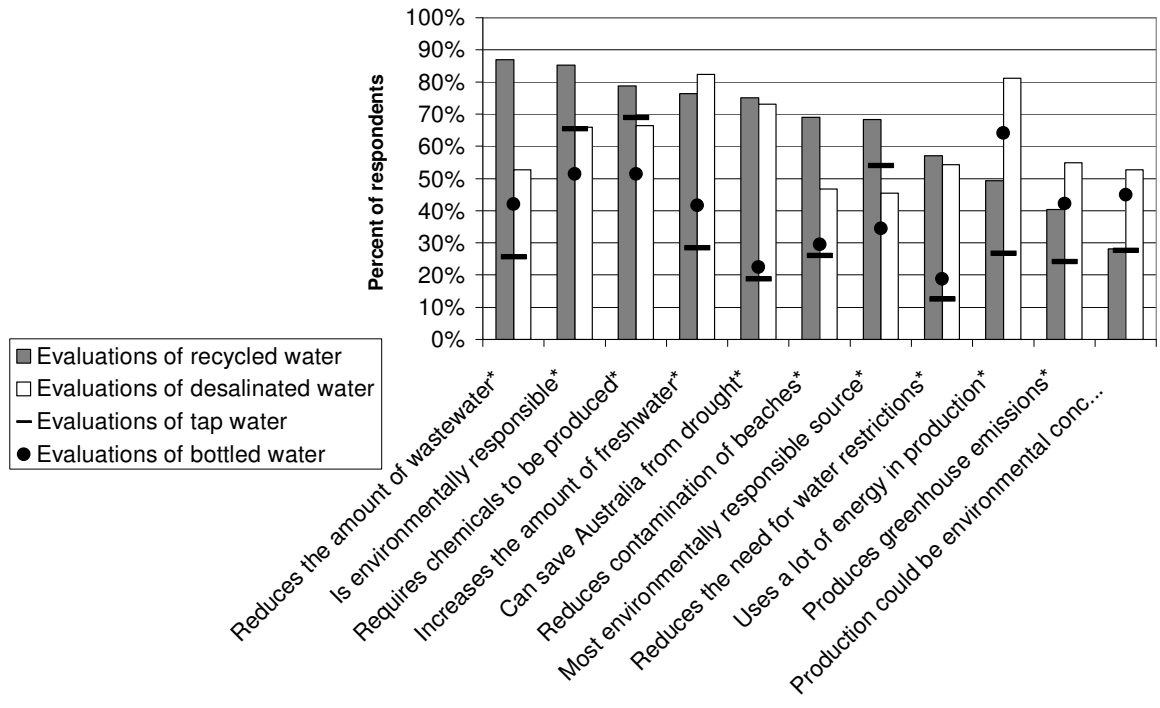 100%
90%
80%
70%
60%
50%
40%
30%
20%
10%
0%
Percent of respondents
Evaluations of recycled water
Evaluations of desalinated water
Evaluations of tap water
Evaluations of bottled water
Reduces the amount of wastewater*
Is environmentally responsible*
Requires chemicals to be produced*
Increases the amount of freshwater*
Can save Australia from drought*
Reduces contamination of beaches*
Most environmentally responsible source*
Reduces the need for water restrictions*
Uses a lot of energy in production*
Produces greenhouse emissions*
Production could be environmental conc...